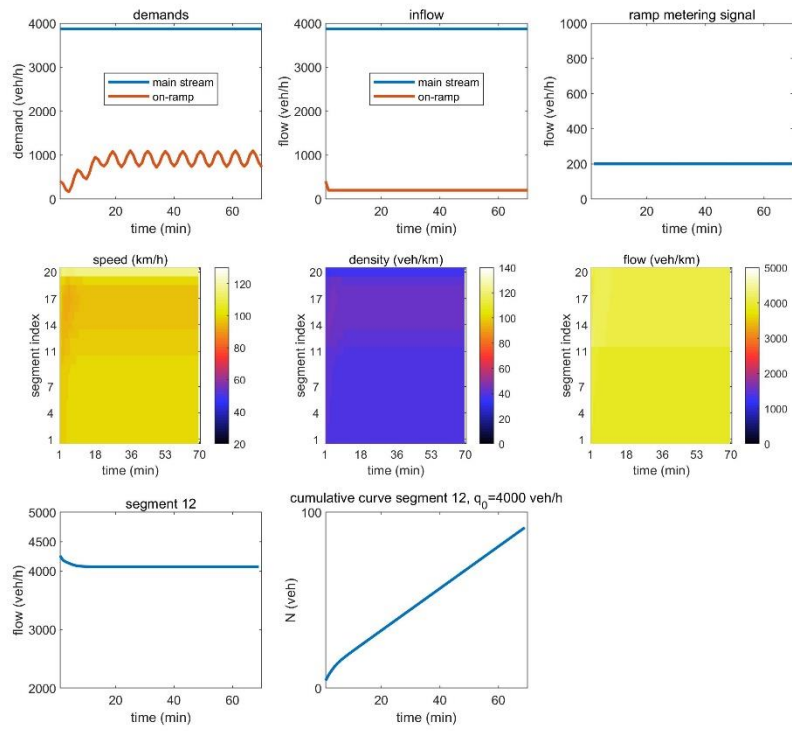 demands
demand (veh/h)
4000
3000
2000
1000
0
main stream
on-ramp
20 40 60
time (min)
inflow
flow (veh/h)
4000
3000
2000
1000
0
main stream
on-ramp
20 40 60
time (min)
ramp metering signal
flow (veh/h)
1000
800
600
400
200
0
20 40 60
time (min)
speed (km/h)
segment index
20
17
14
11
7
4
1
1 18 36 53 70
time (min)
120
100
80
60
40
20
density (veh/km)
segment index
20
17
14
11
7
4
1
1 18 36 53 70
time (min)
140
120
100
80
60
40
20
0
flow (veh/km)
segment index
20
17
14
11
7
4
1
1 18 36 53 70
time (min)
5000
4000
3000
2000
1000
0
segment 12
flow (veh/h)
5000
4500
4000
3000
2000
20 40 60
time (min)
cumulative curve segment 12, q₀=4000 veh/h
N (veh)
100
0
20 40 60
time (min)